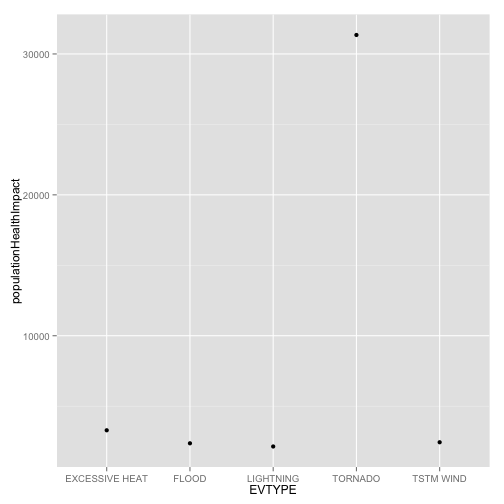 populationHealthImpact
30000
20000
10000
EXCESSIVE HEAT FLOOD LIGHTNING TORNADO TSTM WIND
EVTYPE